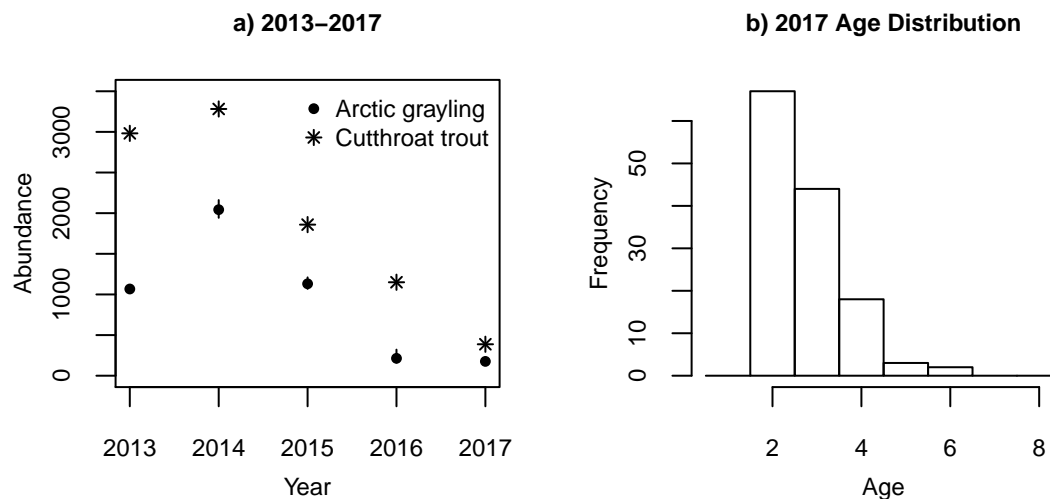 a) 2013–2017
Abundance
3000
2000
1000
0
Arctic grayling
Cutthroat trout
2013 2014 2015 2016 2017
Year
b) 2017 Age Distribution
Frequency
50
30
10
0
2 4 6 8
Age